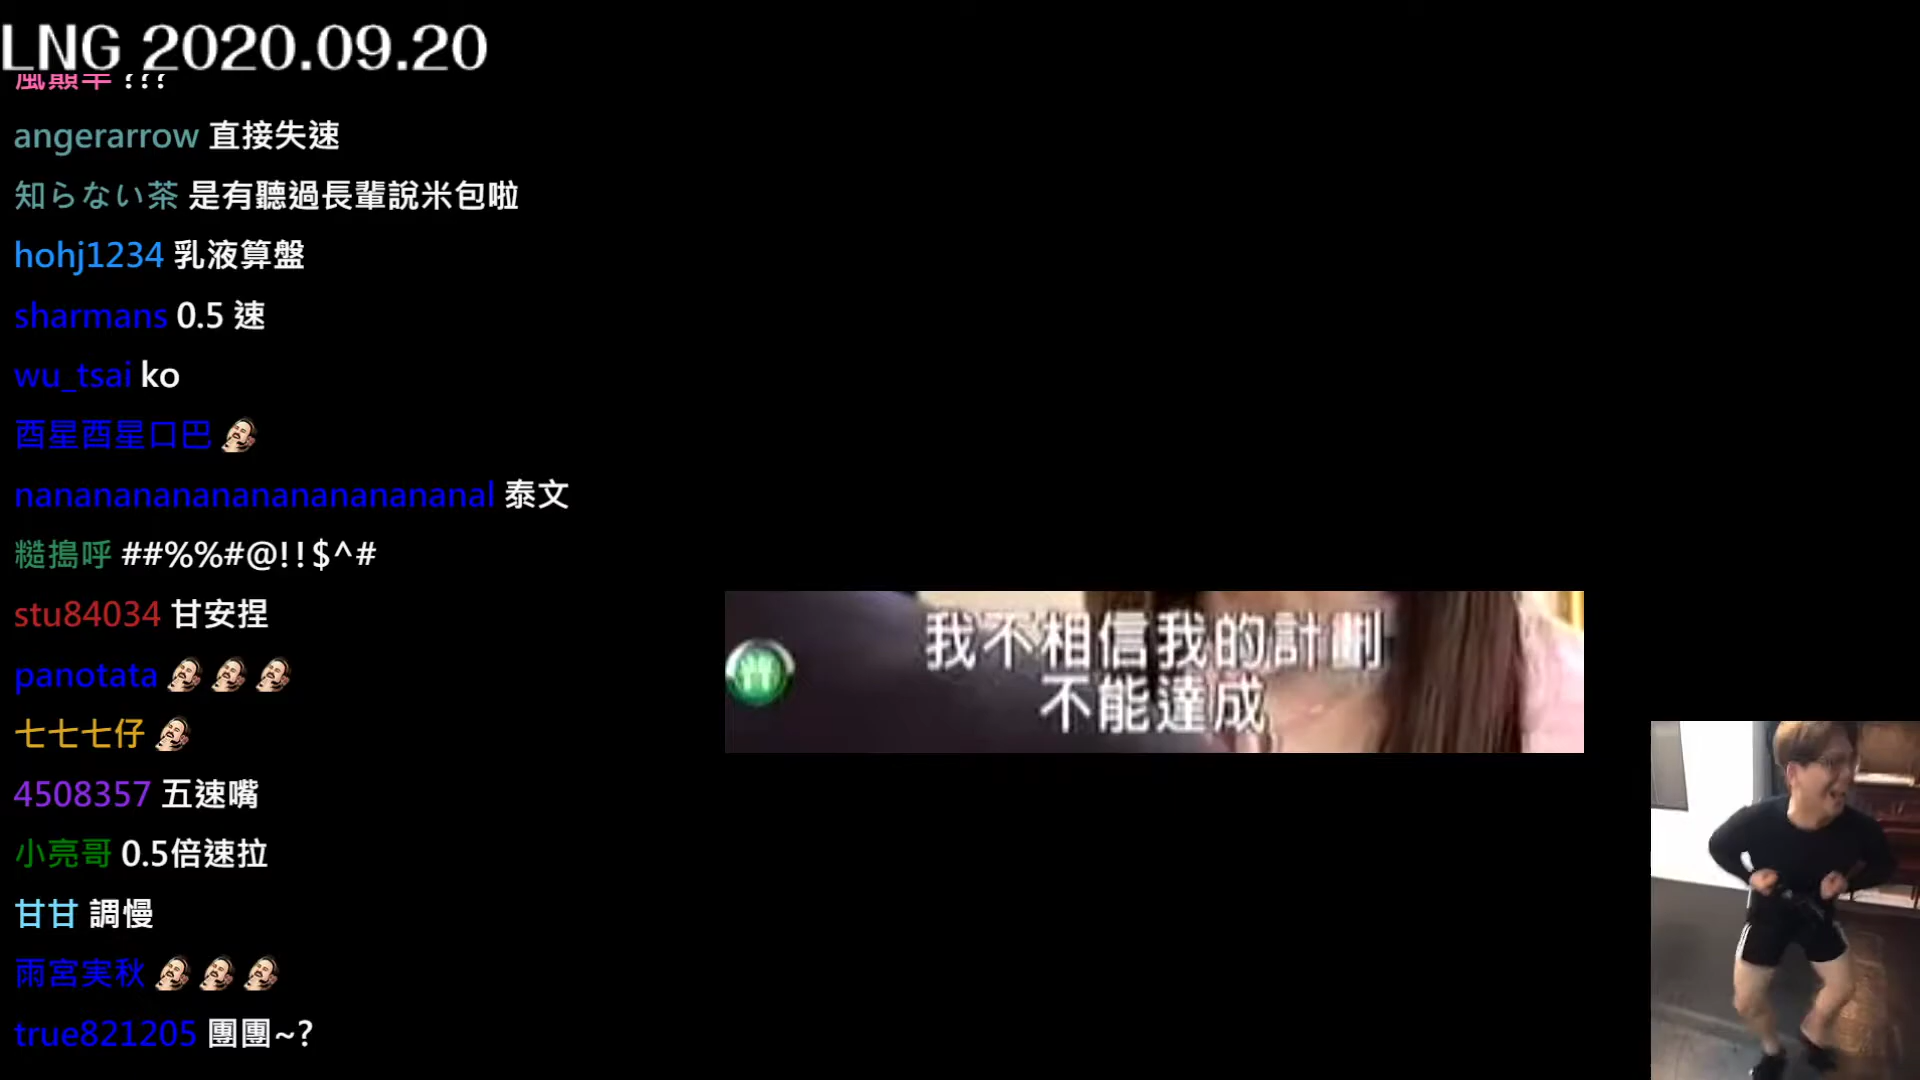 LNG 2020.09.20
風顛羊 ???
angerarrow 直接失速
知らない茶 是有聽過長輩說米包啦
hohj1234 乳液算盤
sharmans 0.5 速
wu_tsai ko
酉星酉星口巴
nanananananananananananal 泰文
糙搗呼 ##%%#@!!$^#
stu84034 甘安捏
panotata
七七七仔
4508357 五速嘴
小亮哥 0.5倍速拉
甘甘 調慢
雨宮実秋
true821205 團團~?
我不相信我的計劃
不能達成